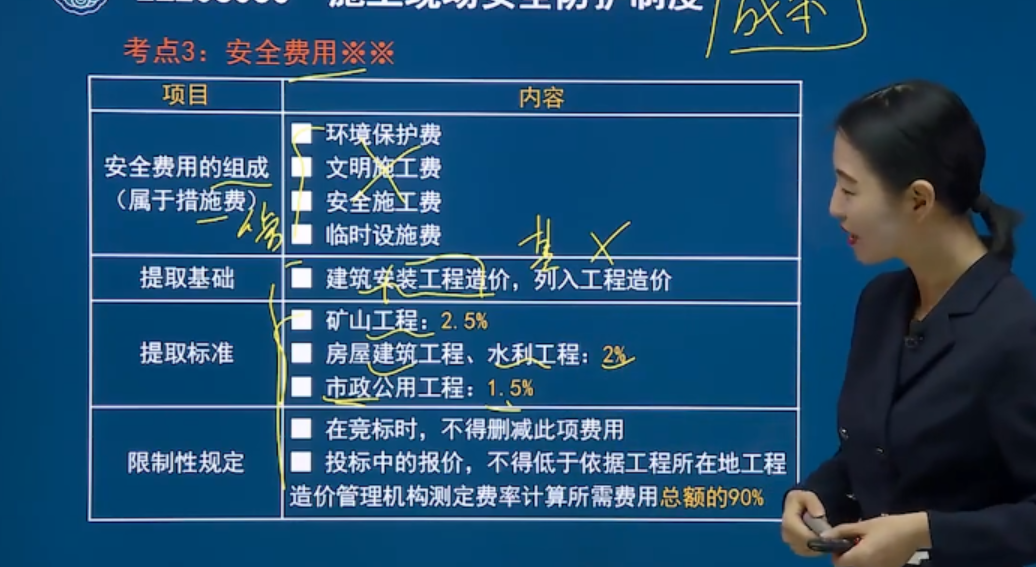 施工现场安全防护制度
成本
考点3：安全费用※※
项目
内容
安全费用的组成
（属于措施费）
环境保护费
文明施工费
安全施工费
临时设施费
基
提取基础
建筑安装工程造价，列入工程造价
提取标准
矿山工程：2.5%
房屋建筑工程、水利工程：2%
市政公用工程：1.5%
限制性规定
在竞标时，不得删减此项费用
投标中的报价，不得低于依据工程所在地工程
造价管理机构测定费率计算所需费用总额的90%